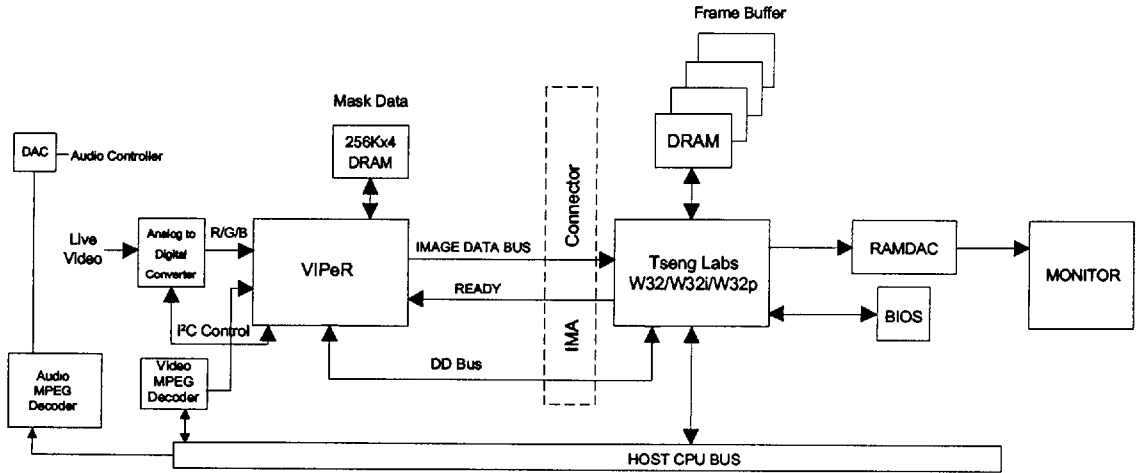 Frame Buffer
Mask Data
DAC
Audio Controller
256Kx4
DRAM
DRAM
Connector
IMA
Live
Video
Analog to
Digital
Converter
R/G/B
VIPeR
IMAGE DATA BUS
READY
Tseng Labs
W32/W32i/W32p
RAMDAC
MONITOR
BIOS
I²C Control
DD Bus
Audio
MPEG
Decoder
Video
MPEG
Decoder
HOST CPU BUS